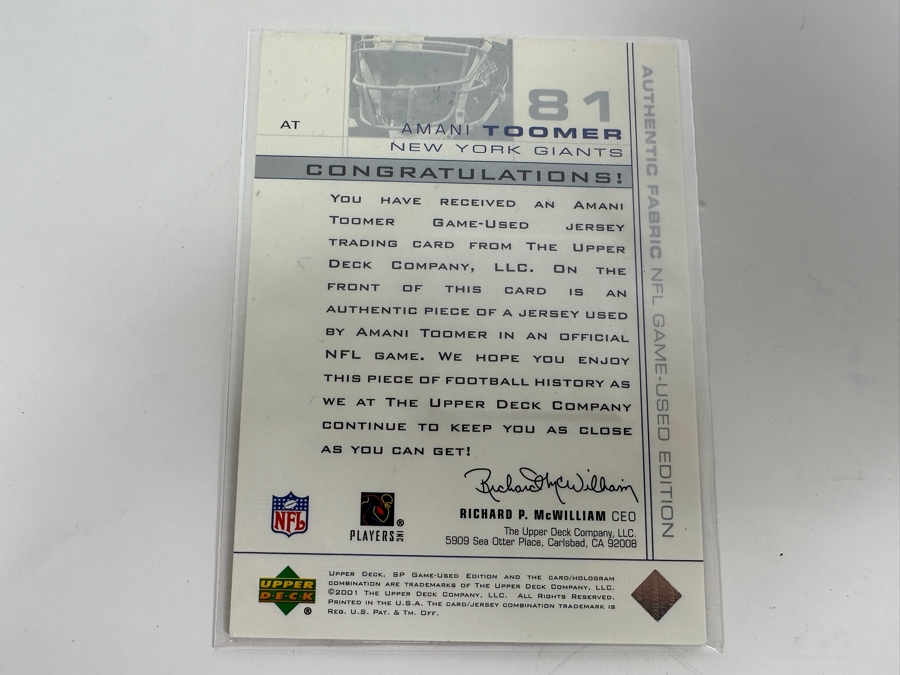 81
AT
AMANI TOOMER
NEW YORK GIANTS
CONGRATULATIONS!
YOU HAVE RECEIVED AN AMANI
TOOMER GAME-USED JERSEY
TRADING CARD FROM THE UPPER
DECK COMPANY, LLC. ON THE
FRONT OF THIS CARD IS AN
AUTHENTIC PIECE OF A JERSEY USED
BY AMANI TOOMER IN AN OFFICIAL
NFL GAME. WE HOPE YOU ENJOY
THIS PIECE OF FOOTBALL HISTORY AS
WE AT THE UPPER DECK COMPANY
CONTINUE TO KEEP YOU AS CLOSE
AS YOU CAN GET!
Richard McWilliam
RICHARD P. McWILLIAM CEO
The Upper Deck Company, LLC.
5909 Sea Otter Place, Carlsbad, CA 92008
NFL
PLAYERS INC ®
AUTHENTIC FABRIC NFL GAME-USED EDITION
UPPER
DECK ®
UPPER DECK, SP GAME-USED EDITION AND THE CARD/HOLOGRAM
COMBINATION ARE TRADEMARKS OF THE UPPER DECK COMPANY, LLC.
©2001 THE UPPER DECK COMPANY, LLC. ALL RIGHTS RESERVED.
PRINTED IN THE U.S.A. THE CARD/JERSEY COMBINATION TRADEMARK IS
REG. U.S. PAT. & TM. OFF.